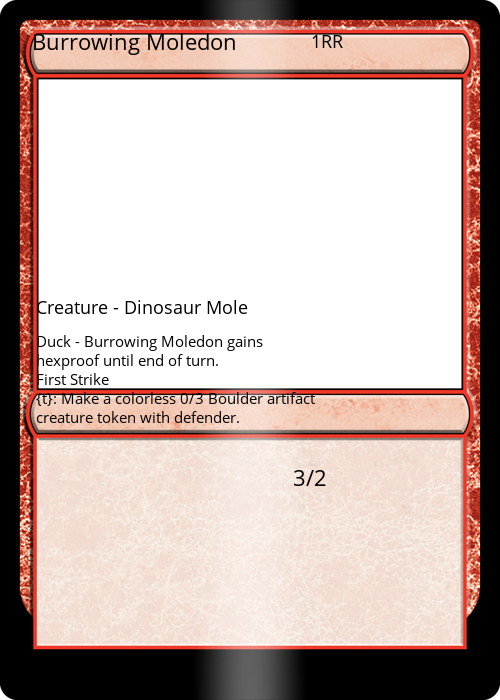 Burrowing Moledon 1RR
Creature - Dinosaur Mole
Duck - Burrowing Moledon gains
hexproof until end of turn.
First Strike
{t}: Make a colorless 0/3 Boulder artifact
creature token with defender.
3/2